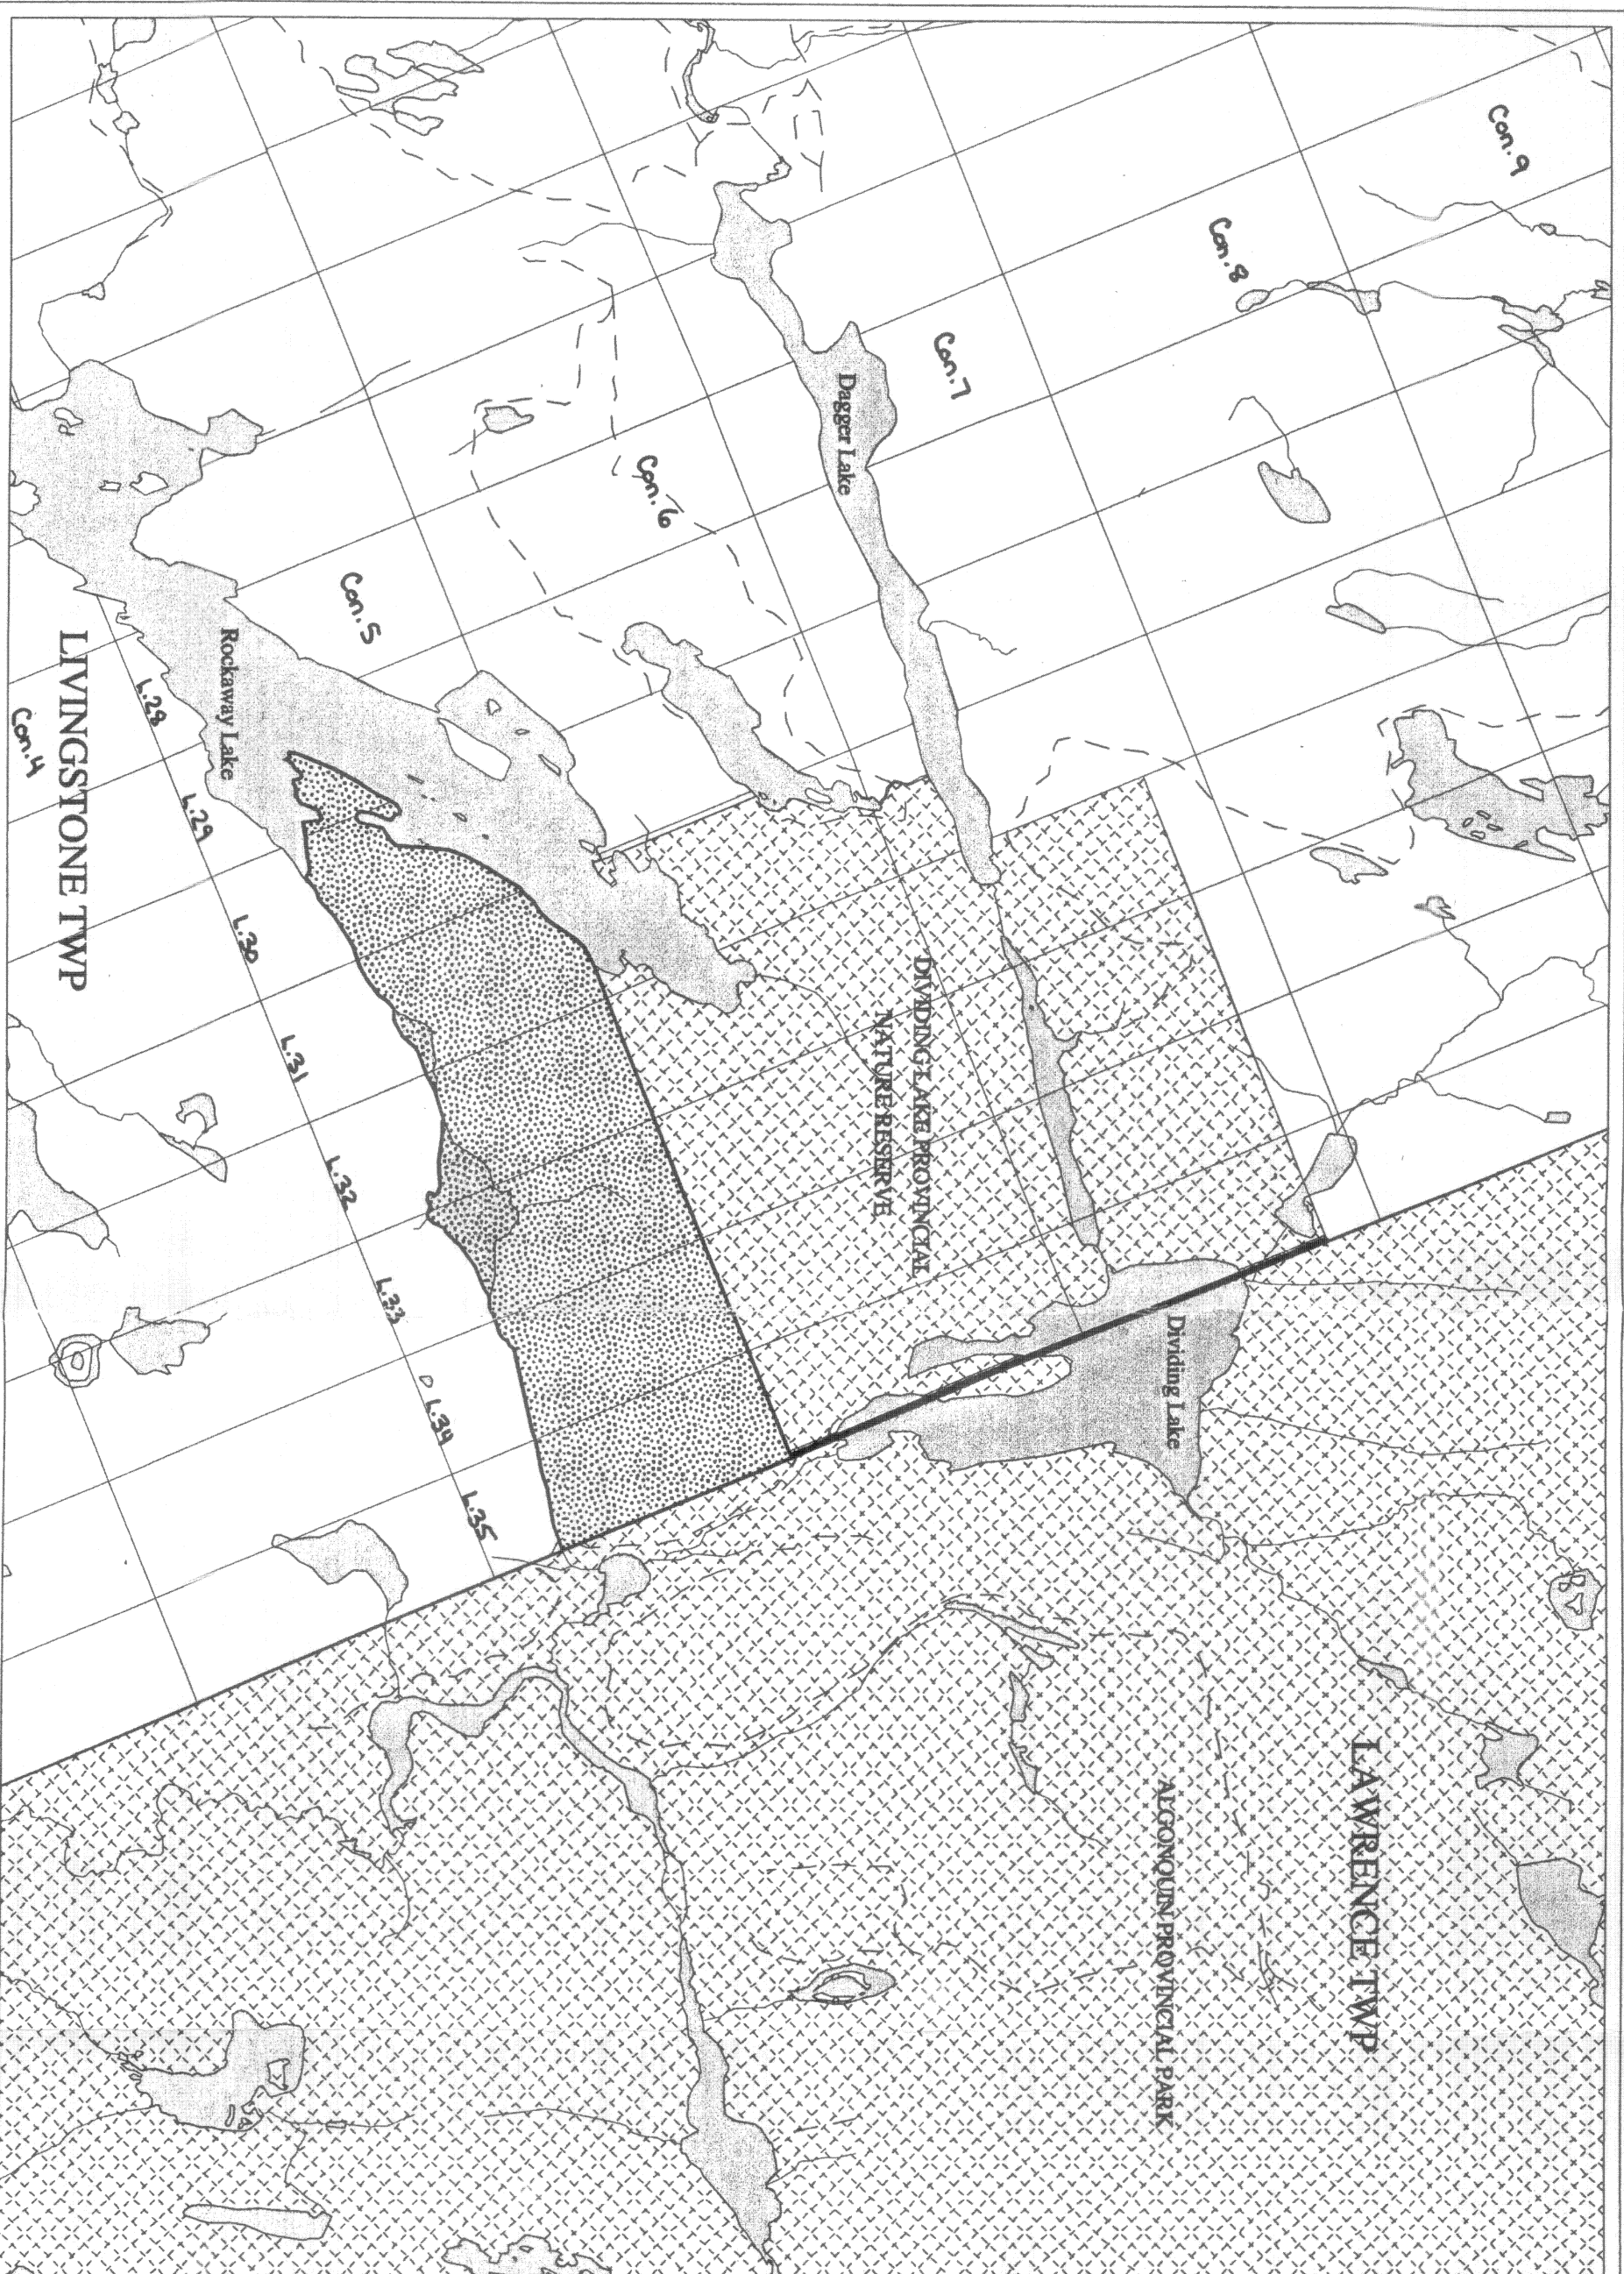 Con.9
Con.8
Con.7
Dagger Lake
Con.6
Con.5
Rockaway Lake
LIVINGSTONE TWP
Con.4
L.28
L.29
L.30
L.31
L.32
L.33
L.34
L.35
DIVIDING LAKE PROVINCIAL
NATURE RESERVE
Dividing Lake
LAWRENCE TWP
ALGONQUIN PROVINCIAL PARK